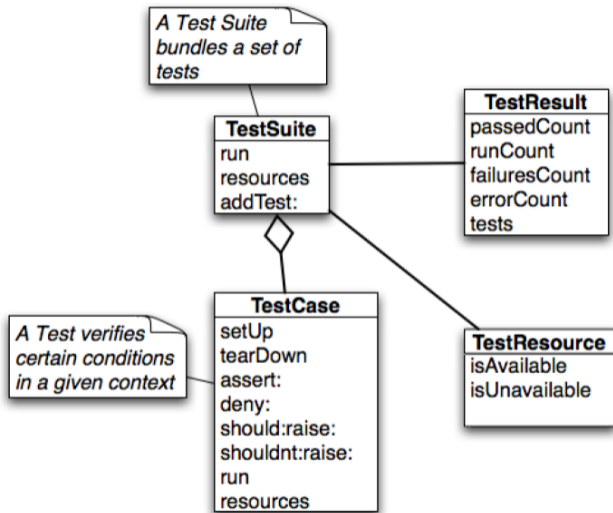 A Test Suite
bundles a set of
tests
TestSuite
run
resources
addTest:
TestResult
passedCount
runCount
failuresCount
errorCount
tests
A Test verifies
certain conditions
in a given context
TestCase
setUp
tearDown
assert:
deny:
should:raise:
shouldnt:raise:
run
resources
TestResource
isAvailable
isUnavailable